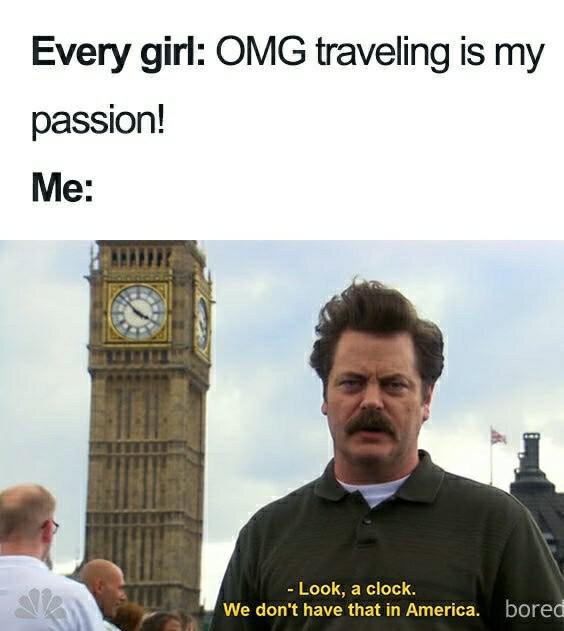 Every girl: OMG traveling is my
passion!
Me:
- Look, a clock.
We don't have that in America.
bored